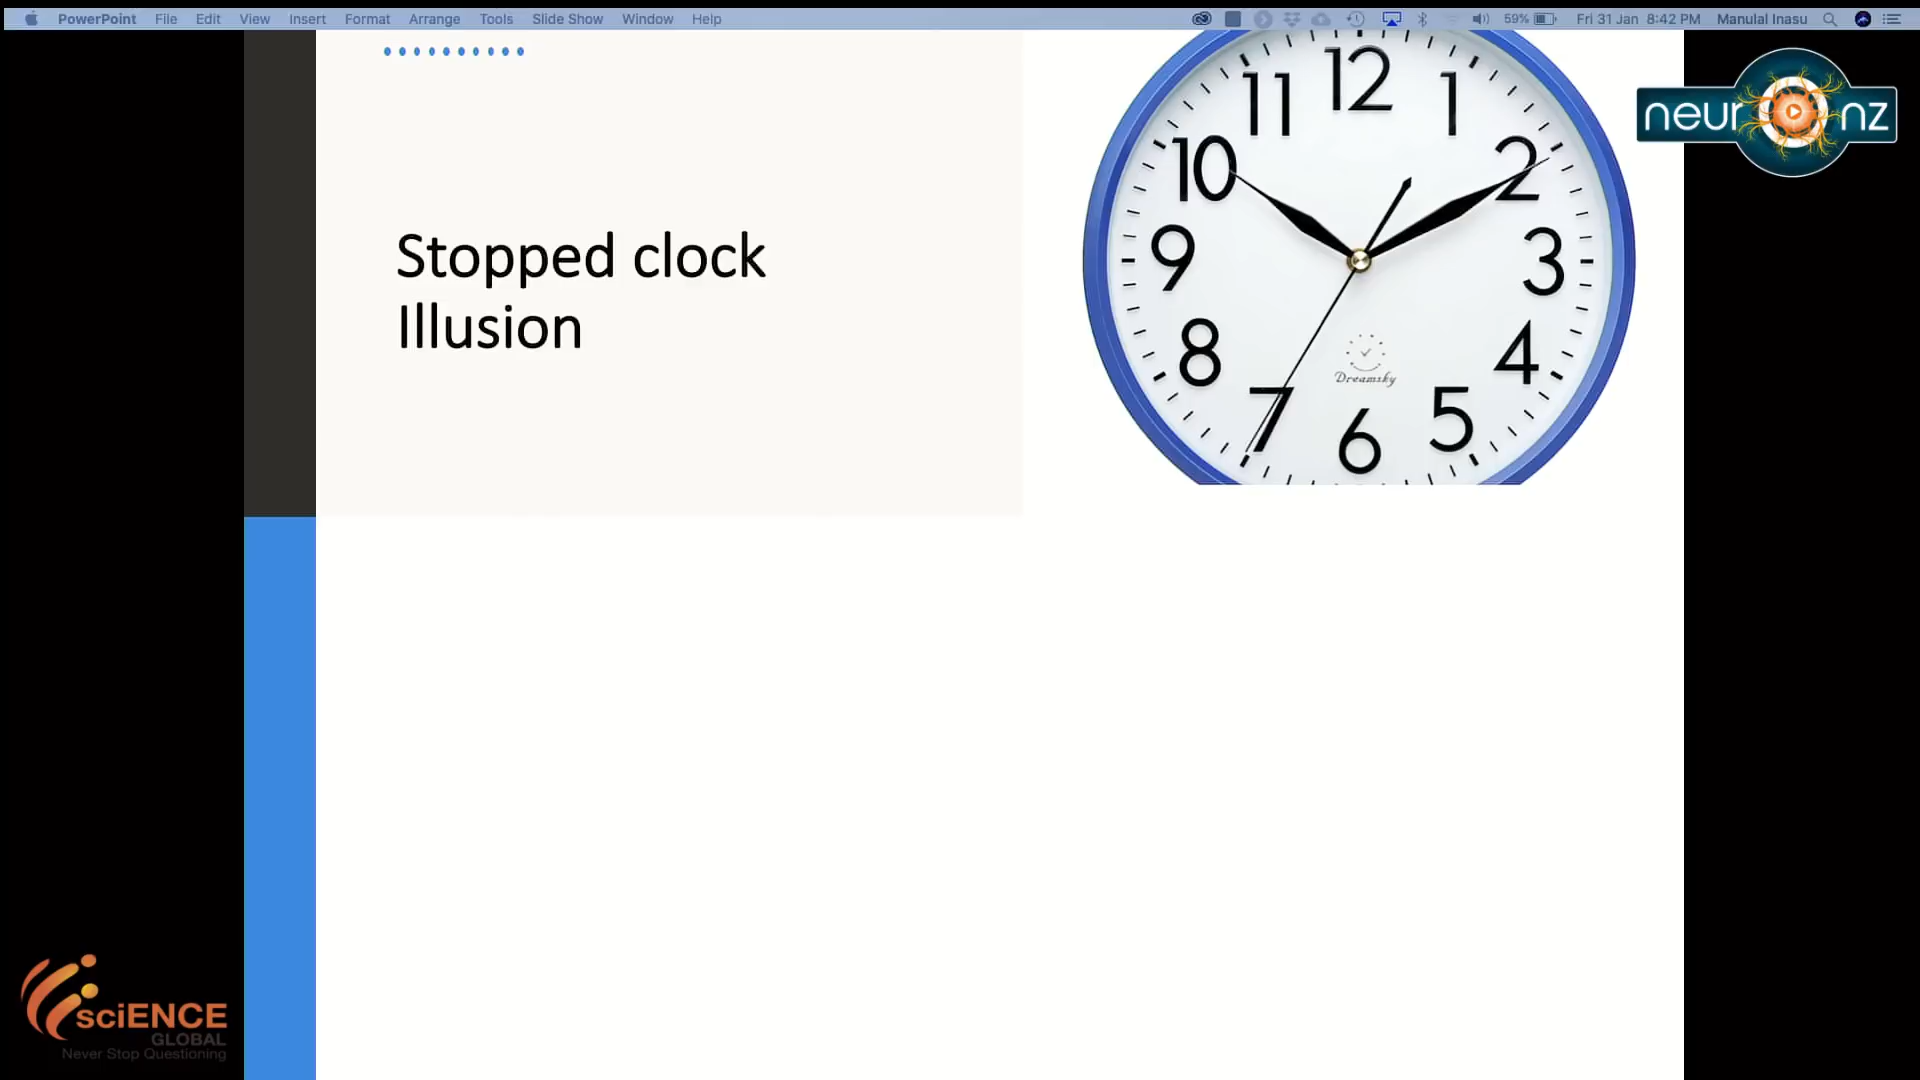 PowerPoint File Edit View Insert Format Arrange Tools Slide Show Window Help 59% Fri 31 Jan 8:42 PM Manulal Inasu
neur nz
Stopped clock
Illusion
12
11 1
10 2
9 3
8 4
7 5
6
Dreamsky
sciENCE
GLOBAL
Never Stop Questioning